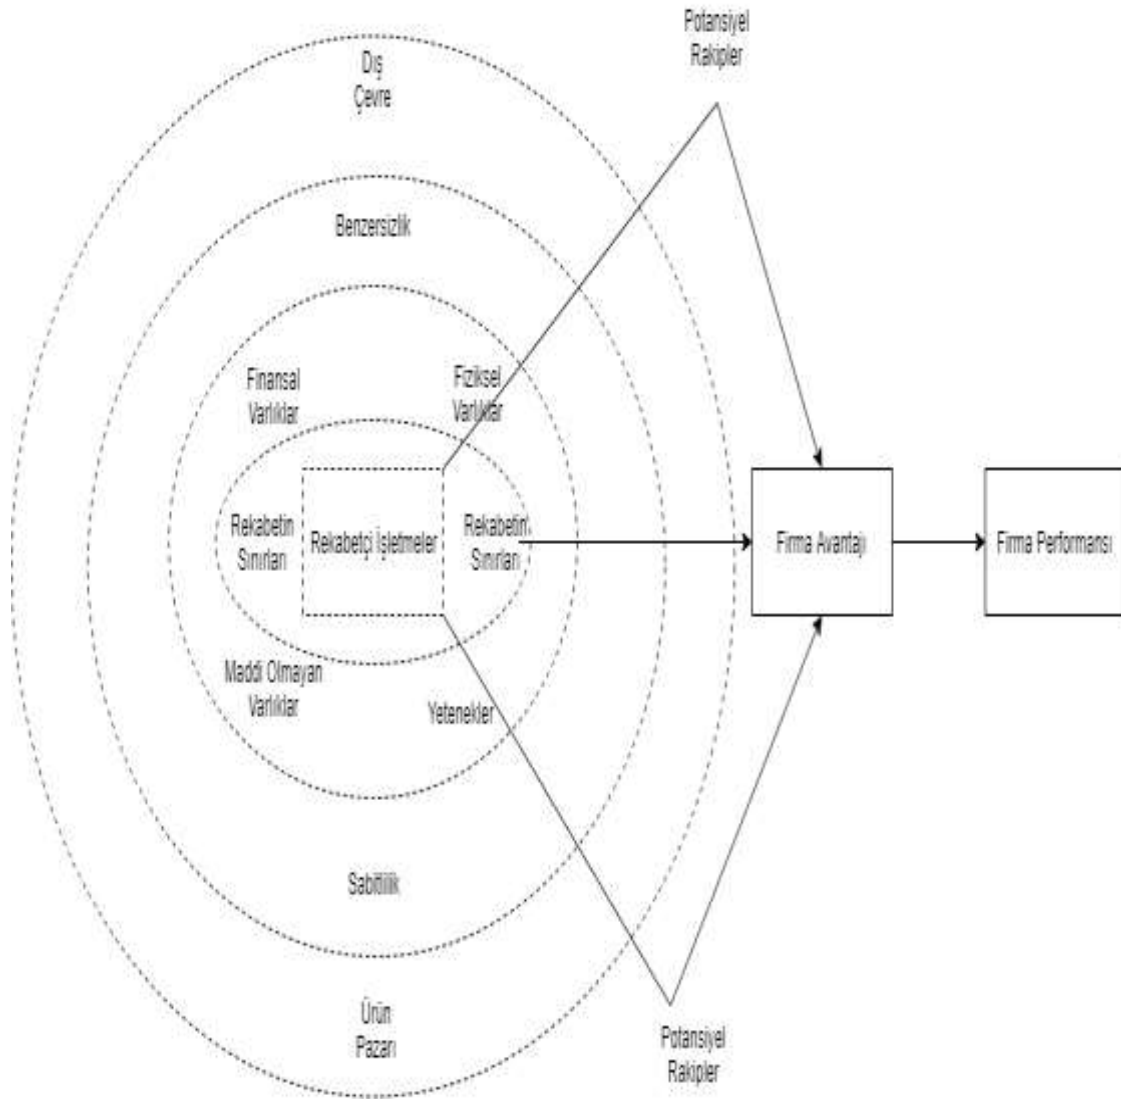 Potansiyel
Rakipler
Dış
Çevre
Benzersizlik
Finansal
Varlıklar
Fiziksel
Varlıklar
Rekabetin
Sınırları
Rekabetçi İşletmeler
Rekabetin
Sınırları
Firma Avantajı
Firma Performansı
Maddi Olmayan
Varlıklar
Yetenekler
Sabitlilik
Ürün
Pazarı
Potansiyel
Rakipler